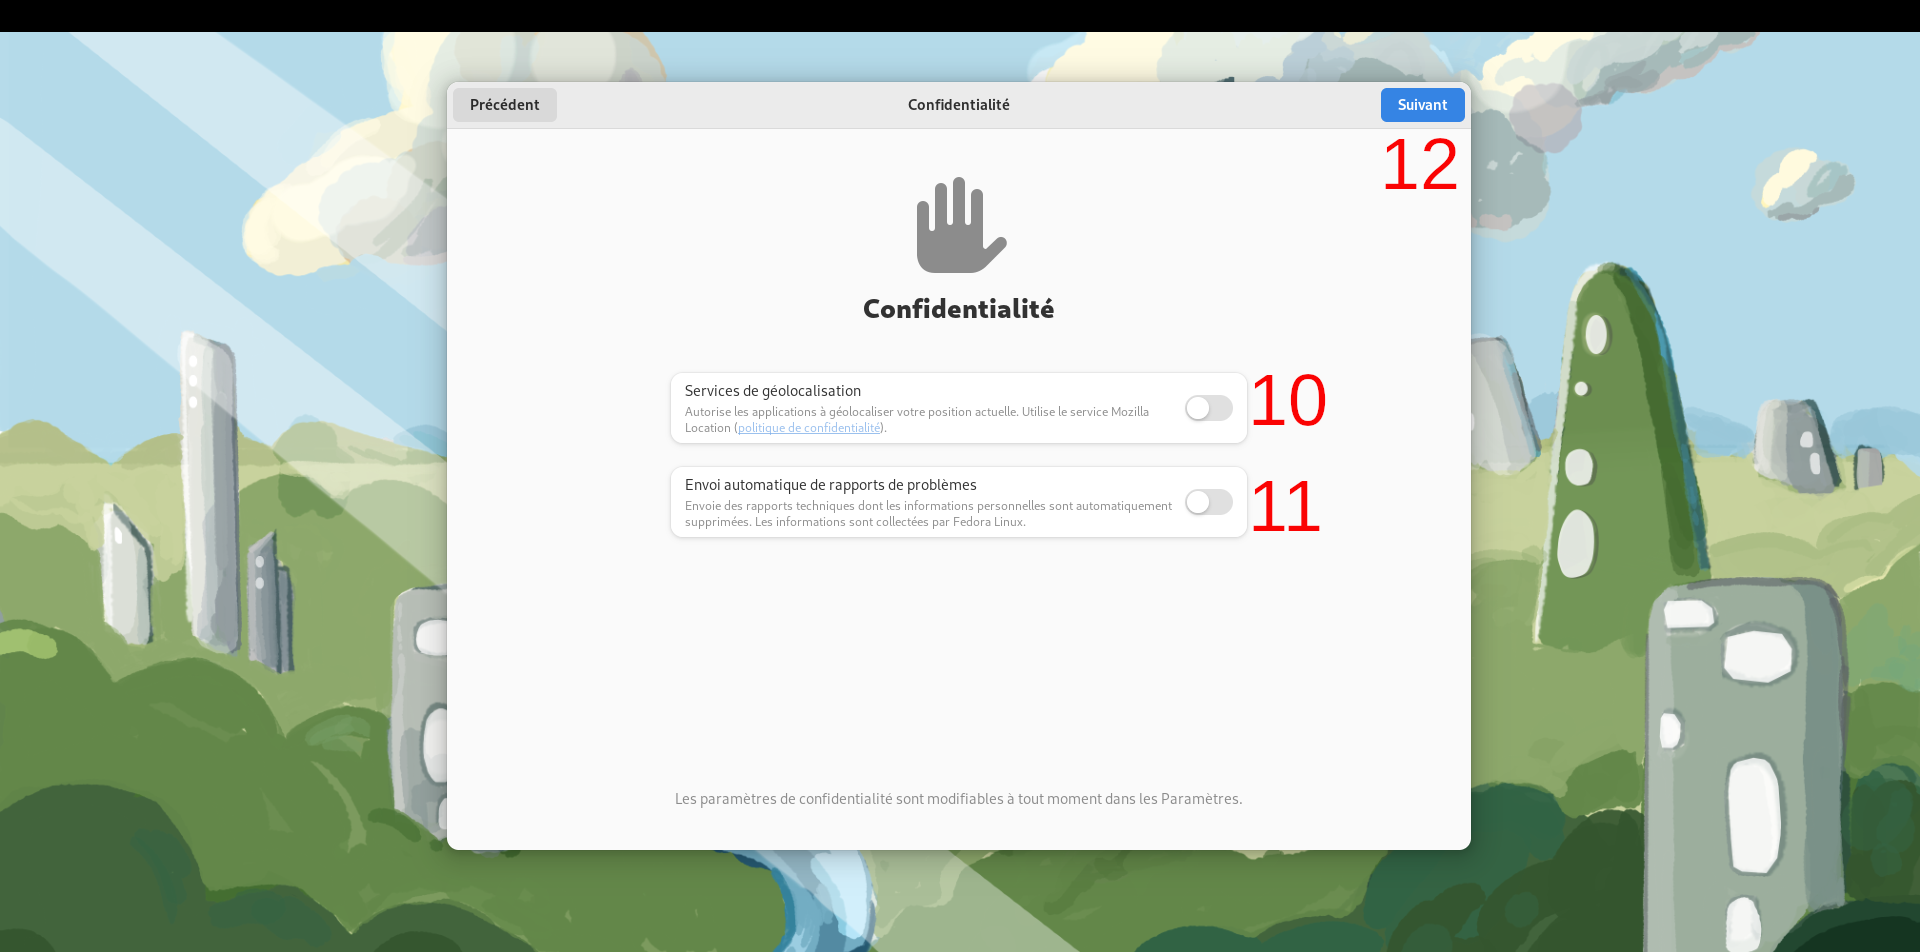 Précédent
Confidentialité
Suivant
12
Confidentialité
Services de géolocalisation
Autorise les applications à géolocaliser votre position actuelle. Utilise le service Mozilla
Location (politique de confidentialité).
10
Envoi automatique de rapports de problèmes
Envoie des rapports techniques dont les informations personnelles sont automatiquement
supprimées. Les informations sont collectées par Fedora Linux.
11
Les paramètres de confidentialité sont modifiables à tout moment dans les Paramètres.